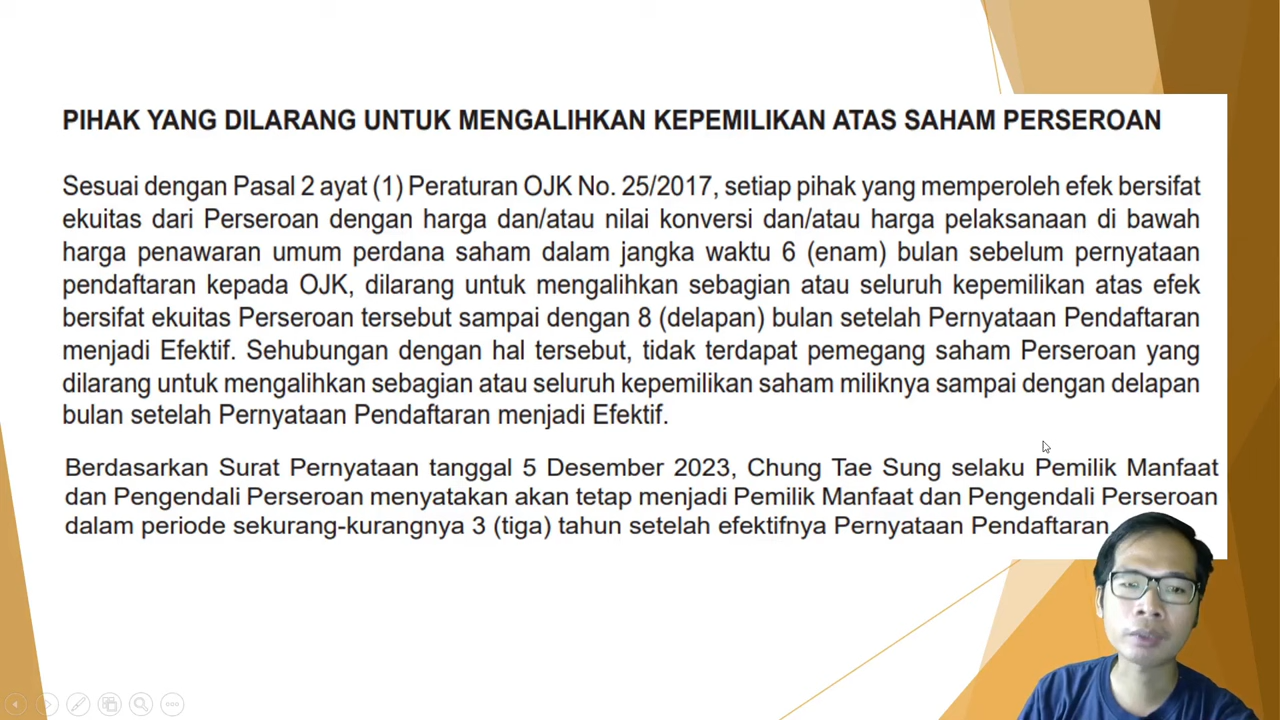 PIHAK YANG DILARANG UNTUK MENGALIHKAN KEPEMILIKAN ATAS SAHAM PERSEROAN
Sesuai dengan Pasal 2 ayat (1) Peraturan OJK No. 25/2017, setiap pihak yang memperoleh efek bersifat
ekuitas dari Perseroan dengan harga dan/atau nilai konversi dan/atau harga pelaksanaan di bawah
harga penawaran umum perdana saham dalam jangka waktu 6 (enam) bulan sebelum pernyataan
pendaftaran kepada OJK, dilarang untuk mengalihkan sebagian atau seluruh kepemilikan atas efek
bersifat ekuitas Perseroan tersebut sampai dengan 8 (delapan) bulan setelah Pernyataan Pendaftaran
menjadi Efektif. Sehubungan dengan hal tersebut, tidak terdapat pemegang saham Perseroan yang
dilarang untuk mengalihkan sebagian atau seluruh kepemilikan saham miliknya sampai dengan delapan
bulan setelah Pernyataan Pendaftaran menjadi Efektif.
Berdasarkan Surat Pernyataan tanggal 5 Desember 2023, Chung Tae Sung selaku Pemilik Manfaat
dan Pengendali Perseroan menyatakan akan tetap menjadi Pemilik Manfaat dan Pengendali Perseroan
dalam periode sekurang-kurangnya 3 (tiga) tahun setelah efektifnya Pernyataan Pendaftaran